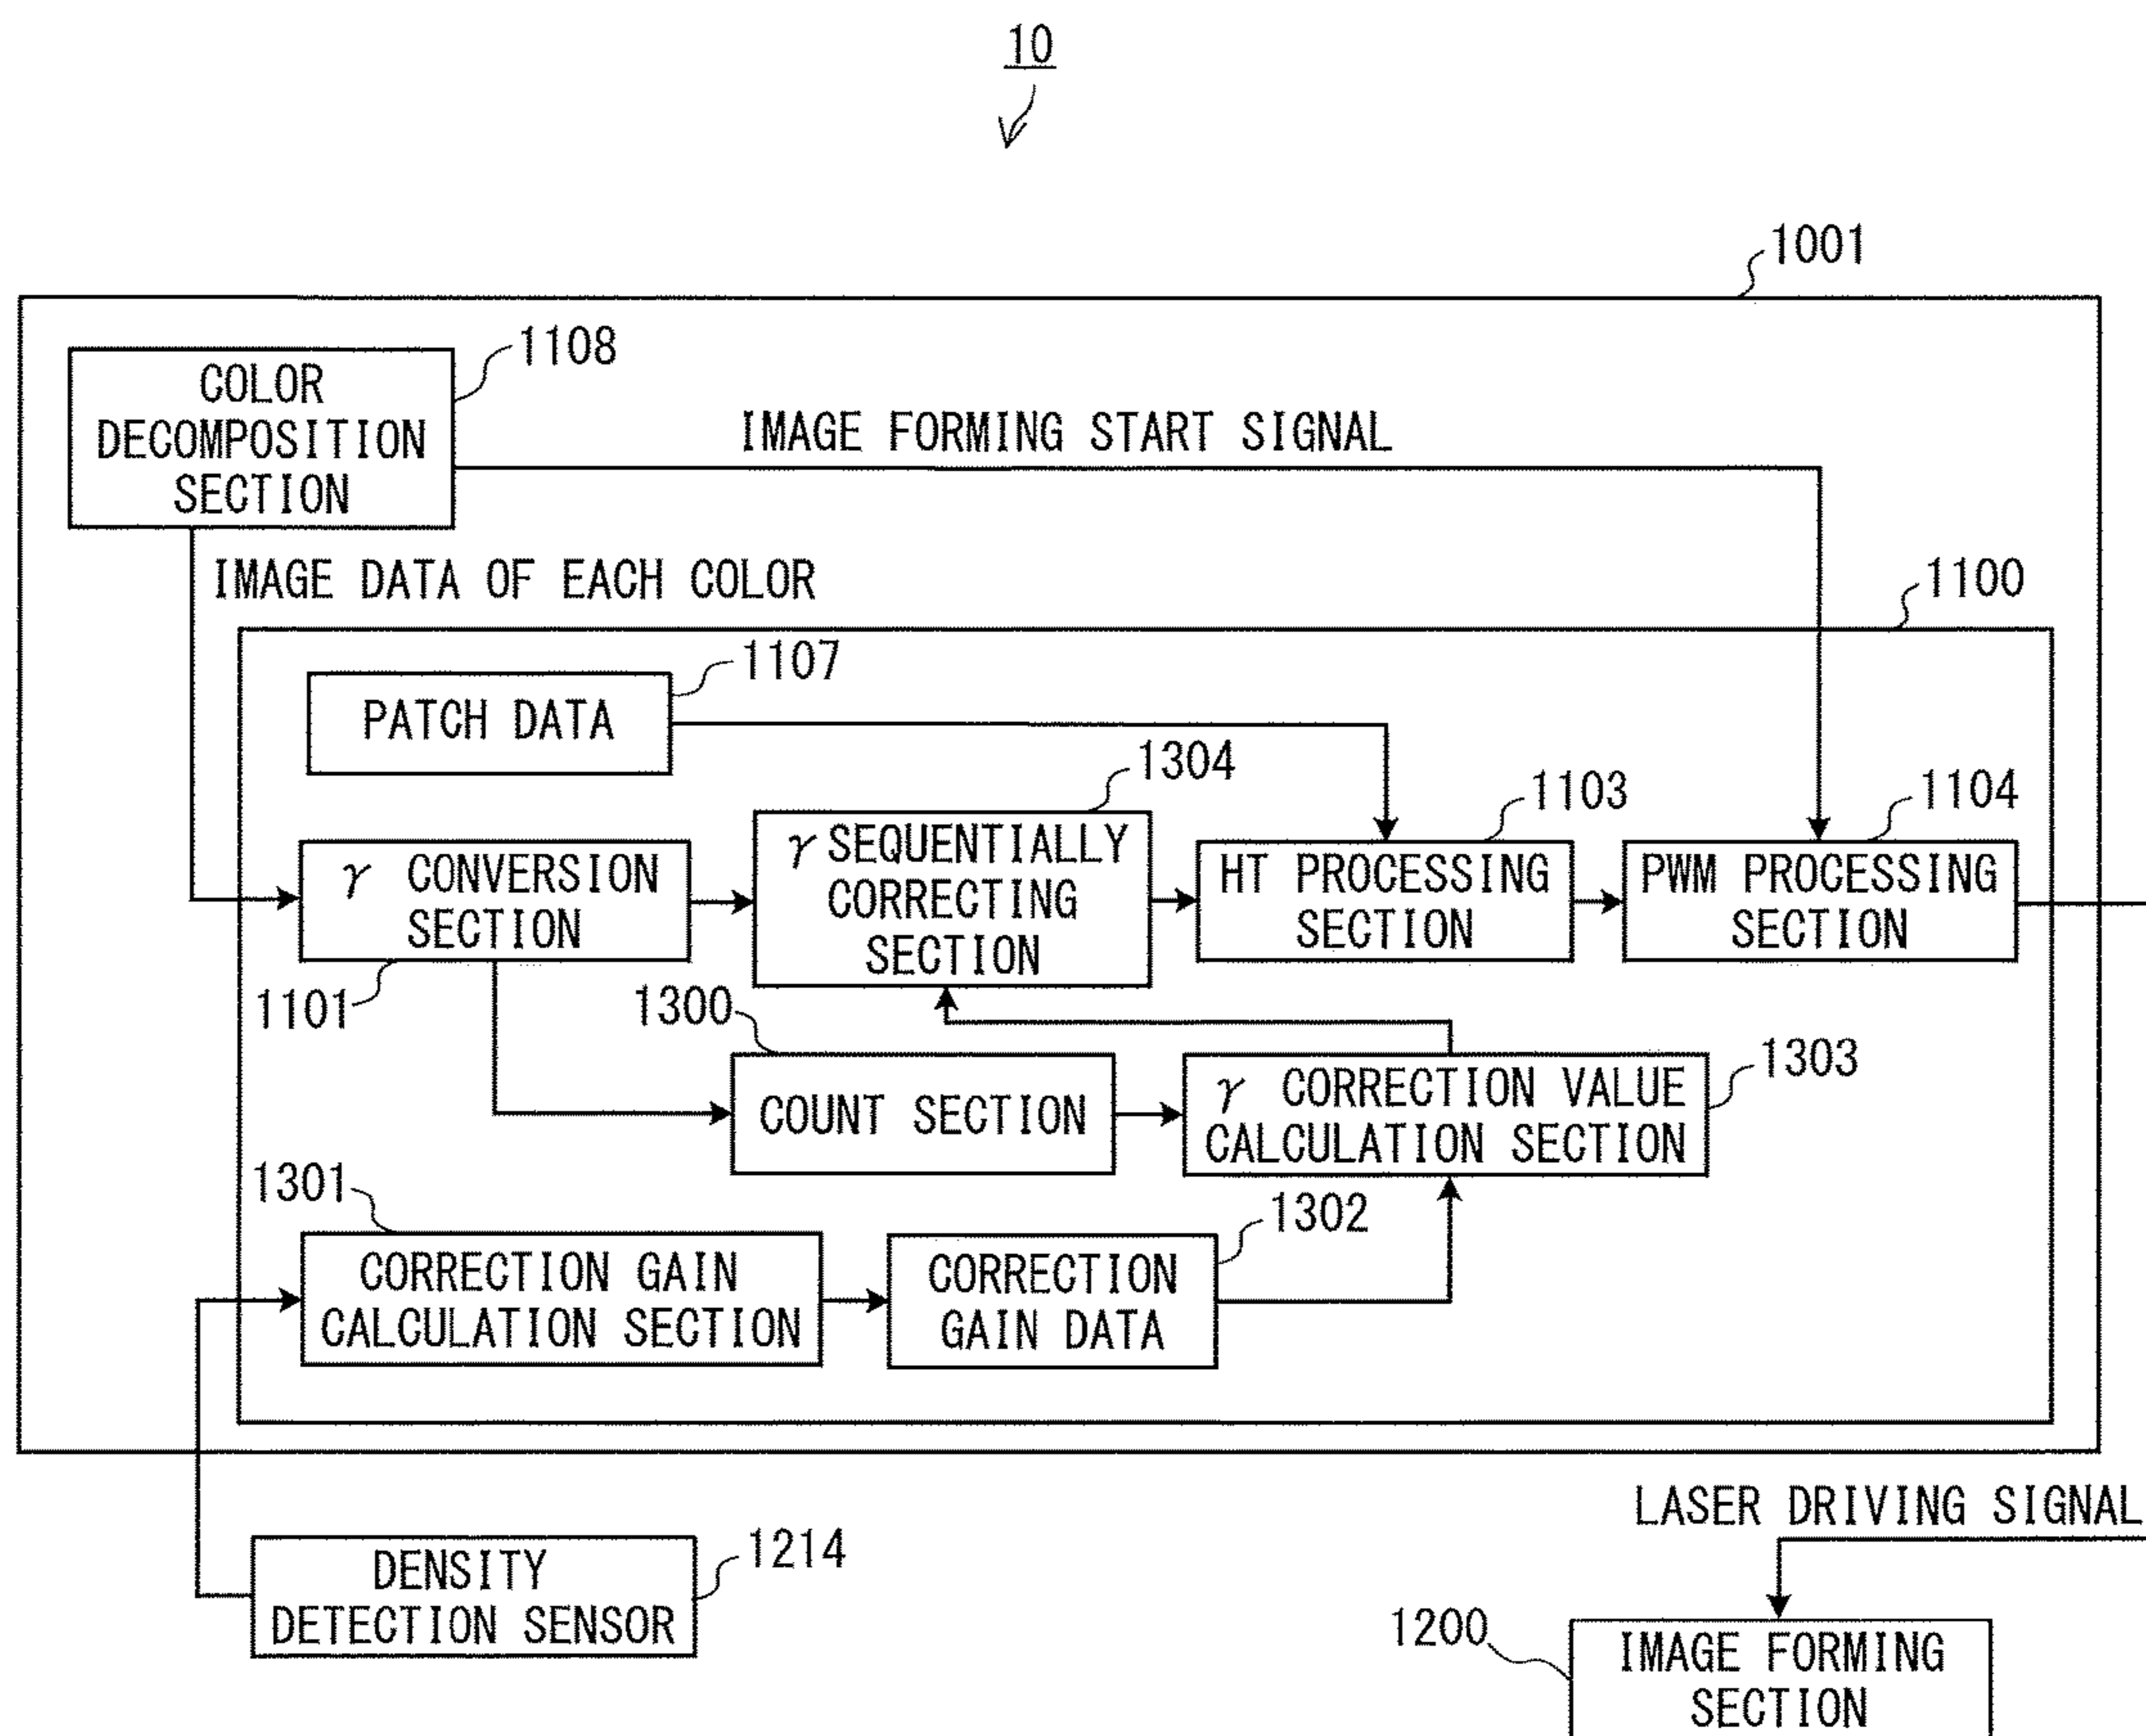 10
1001
COLOR
DECOMPOSITION
SECTION
1108
IMAGE FORMING START SIGNAL
IMAGE DATA OF EACH COLOR
1100
PATCH DATA
1107
1304
1103
1104
γ CONVERSION
SECTION
1101
γ SEQUENTIALLY
CORRECTING
SECTION
HT PROCESSING
SECTION
PWM PROCESSING
SECTION
1300
COUNT SECTION
γ CORRECTION VALUE
CALCULATION SECTION
1303
1301
CORRECTION GAIN
CALCULATION SECTION
1302
CORRECTION
GAIN DATA
DENSITY
DETECTION SENSOR
1214
LASER DRIVING SIGNAL
1200
IMAGE FORMING
SECTION